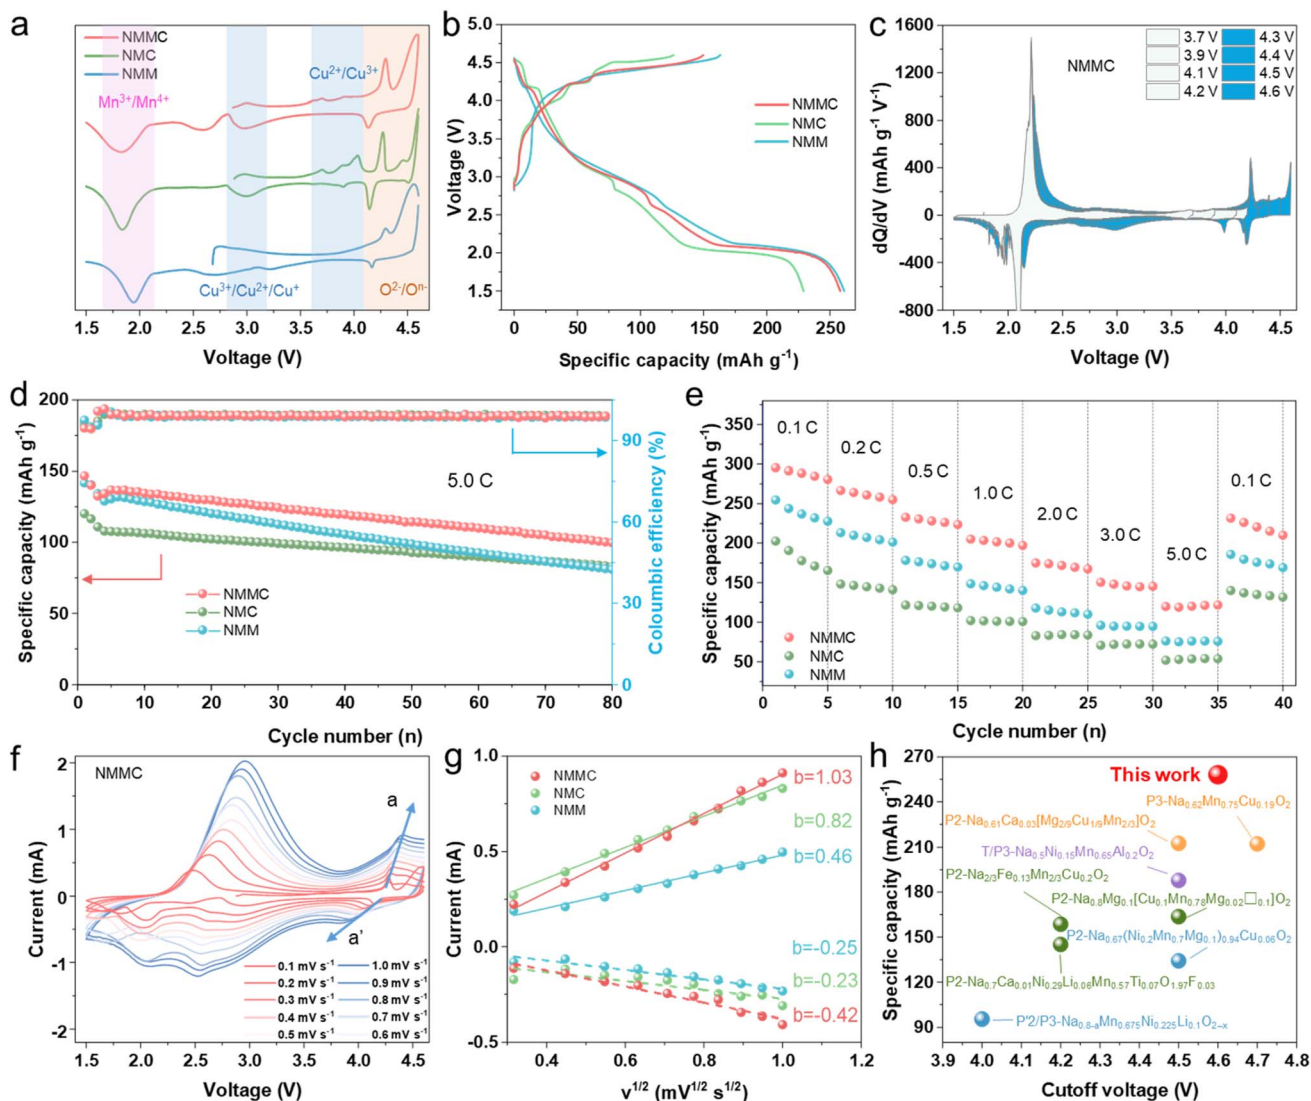 a
NMMC
NMC
NMM
Mn³⁺/Mn⁴⁺
Cu²⁺/Cu³⁺
Cu³⁺/Cu²⁺/Cu⁺
O²⁻/Oⁿ⁻
1.5 2.0 2.5 3.0 3.5 4.0 4.5
Voltage (V)
b
5.0
4.5
4.0
3.5
3.0
2.5
2.0
1.5
Voltage (V)
NMMC
NMC
NMM
0 50 100 150 200 250
Specific capacity (mAh g⁻¹)
c
1600
1200
800
400
0
-400
-800
dQ/dV (mAh g⁻¹ V⁻¹)
NMMC
3.7 V 4.3 V
3.9 V 4.4 V
4.1 V 4.5 V
4.2 V 4.6 V
1.5 2.0 2.5 3.0 3.5 4.0 4.5
Voltage (V)
d
200
150
100
50
0
Specific capacity (mAh g⁻¹)
5.0 C
NMMC
NMC
NMM
90
60
30
0
Coloumbic efficiency (%)
0 10 20 30 40 50 60 70 80
Cycle number (n)
e
350
300
250
200
150
100
50
Specific capacity (mAh g⁻¹)
0.1 C
0.2 C
0.5 C
1.0 C
2.0 C
3.0 C
5.0 C
0.1 C
NMMC
NMC
NMM
0 5 10 15 20 25 30 35 40
Cycle number (n)
f
2
1
0
-1
-2
Current (mA)
NMMC
a
a'
0.1 mV s⁻¹ 1.0 mV s⁻¹
0.2 mV s⁻¹ 0.9 mV s⁻¹
0.3 mV s⁻¹ 0.8 mV s⁻¹
0.4 mV s⁻¹ 0.7 mV s⁻¹
0.5 mV s⁻¹ 0.6 mV s⁻¹
1.5 2.0 2.5 3.0 3.5 4.0 4.5
Voltage (V)
g
1.0
0.5
0.0
-0.5
Current (mA)
NMMC
NMC
NMM
b=1.03
b=0.82
b=0.46
b=-0.25
b=-0.23
b=-0.42
0.4 0.6 0.8 1.0 1.2
v¹ᐟ² (mV¹ᐟ² s¹ᐟ²)
h
270
240
210
180
150
120
90
Specific capacity (mAh g⁻¹)
This work
P3-Na₀.₆₂Mn₀.₇₅Cu₀.₁₉O₂
P2-Na₀.₆₁Ca₀.₀₃[Mg₂/₉Cu₁/₉Mn₂/₃]O₂
T/P3-Na₀.₅Ni₀.₁₅Mn₀.₆₅Al₀.₂O₂
P2-Na₂/₃Fe₀.₁₃Mn₂/₃Cu₀.₂O₂
P2-Na₀.₈Mg₀.₁[Cu₀.₁Mn₀.₇₈Mg₀.₀₂□₀.₁]O₂
P2-Na₀.₆₇(Ni₀.₂Mn₀.₇Mg₀.₁)₀.₉₄Cu₀.₀₆O₂
P2-Na₀.₇Ca₀.₀₁Ni₀.₂₉Li₀.₀₆Mn₀.₅₇Ti₀.₀₇O₁.₉₇F₀.₀₃
P'2/P3-Na₀.₈₋ₐMn₀.₆₇₅Ni₀.₂₂₅Li₀.₁O₂₋ₓ
3.9 4.0 4.1 4.2 4.3 4.4 4.5 4.6 4.7 4.8
Cutoff voltage (V)